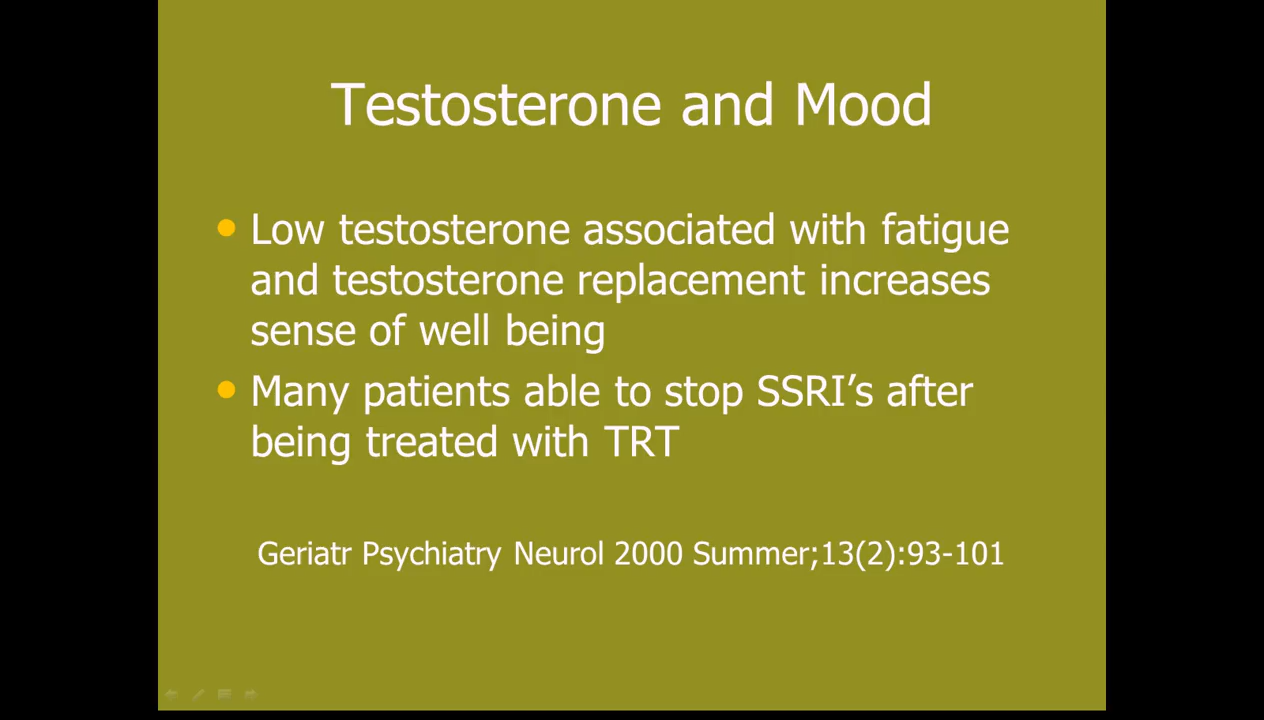 Testosterone and Mood
• Low testosterone associated with fatigue
and testosterone replacement increases
sense of well being
• Many patients able to stop SSRI’s after
being treated with TRT
Geriatr Psychiatry Neurol 2000 Summer;13(2):93-101